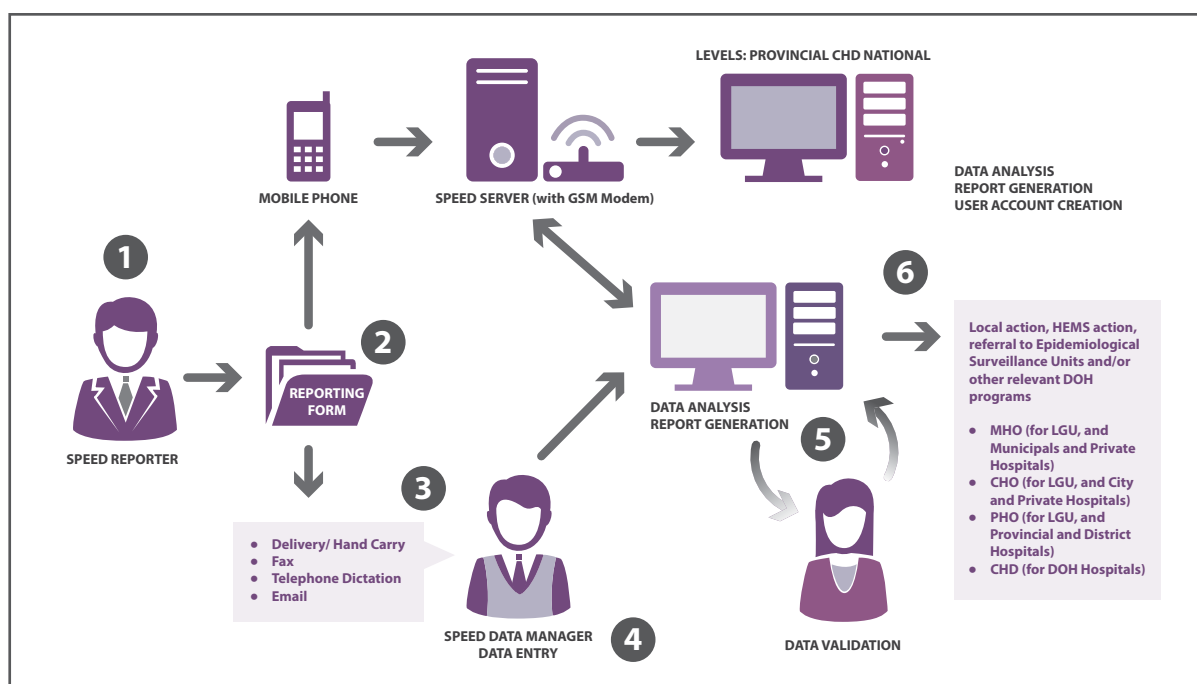 LEVELS: PROVINCIAL CHD NATIONAL
MOBILE PHONE
SPEED SERVER (with GSM Modem)
DATA ANALYSIS
REPORT GENERATION
USER ACCOUNT CREATION
1
SPEED REPORTER
2
REPORTING
FORM
3
● Delivery/ Hand Carry
● Fax
● Telephone Dictation
● Email
SPEED DATA MANAGER
DATA ENTRY
4
DATA ANALYSIS
REPORT GENERATION
5
DATA VALIDATION
6
Local action, HEMS action,
referral to Epidemiological
Surveillance Units and/or
other relevant DOH
programs
● MHO (for LGU, and
Municipals and Private
Hospitals)
● CHO (for LGU, and City
and Private Hospitals)
● PHO (for LGU, and
Provincial and District
Hospitals)
● CHD (for DOH Hospitals)